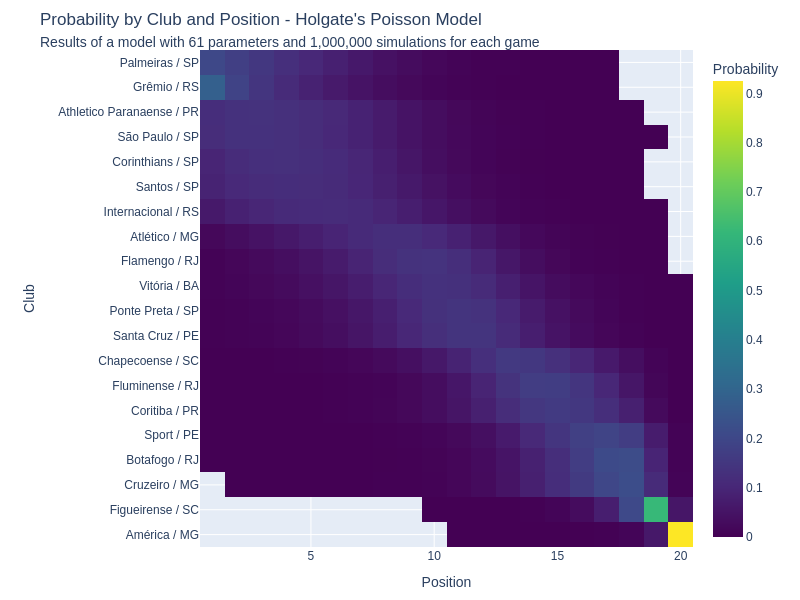 Probability by Club and Position - Holgate's Poisson Model
Results of a model with 61 parameters and 1,000,000 simulations for each game
Probability
Club
Palmeiras / SP
Grêmio / RS
Athletico Paranaense / PR
São Paulo / SP
Corinthians / SP
Santos / SP
Internacional / RS
Atlético / MG
Flamengo / RJ
Vitória / BA
Ponte Preta / SP
Santa Cruz / PE
Chapecoense / SC
Fluminense / RJ
Coritiba / PR
Sport / PE
Botafogo / RJ
Cruzeiro / MG
Figueirense / SC
América / MG
0.9
0.8
0.7
0.6
0.5
0.4
0.3
0.2
0.1
0
5
10
15
20
Position